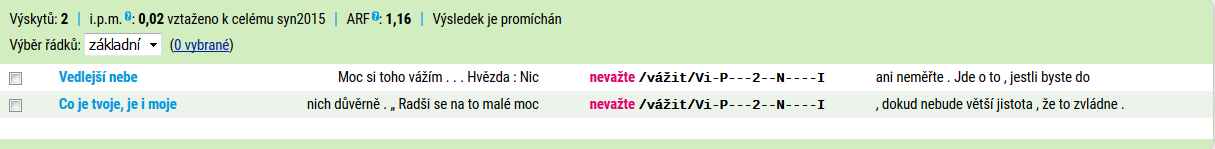 Výskytů: 2 | i.p.m. ?: 0,02 vztaženo k celému syn2015 | ARF ?: 1,16 | Výsledek je promíchán
Výběr řádků: základní (0 vybrané)
Vedlejší nebe Moc si toho vážím . . . Hvězda : Nic nevažte /vážit/Vi-P---2--N----I ani neměřte . Jde o to , jestli byste do
Co je tvoje, je i moje nich důvěrně . „ Radši se na to malé moc nevažte /vážit/Vi-P---2--N----I , dokud nebude větší jistota , že to zvládne .